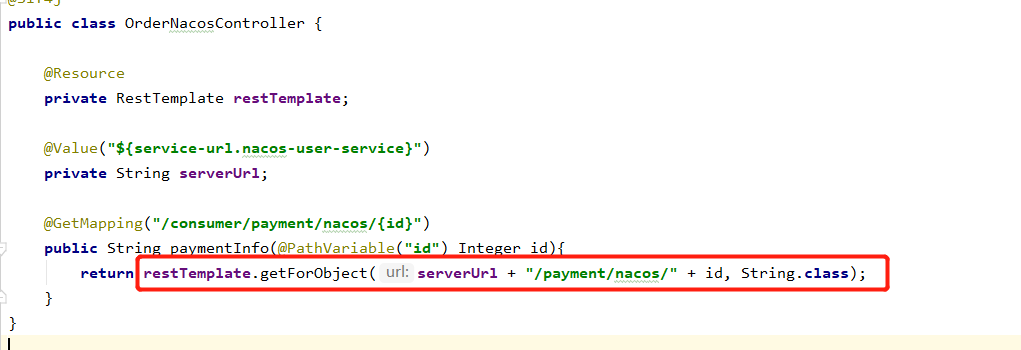 @Slf4j
public class OrderNacosController {
@Resource
private RestTemplate restTemplate;
@Value("${service-url.nacos-user-service}")
private String serverUrl;
@GetMapping("/consumer/payment/nacos/{id}")
public String paymentInfo(@PathVariable("id") Integer id){
return restTemplate.getForObject( url: serverUrl + "/payment/nacos/" + id, String.class);
}
}